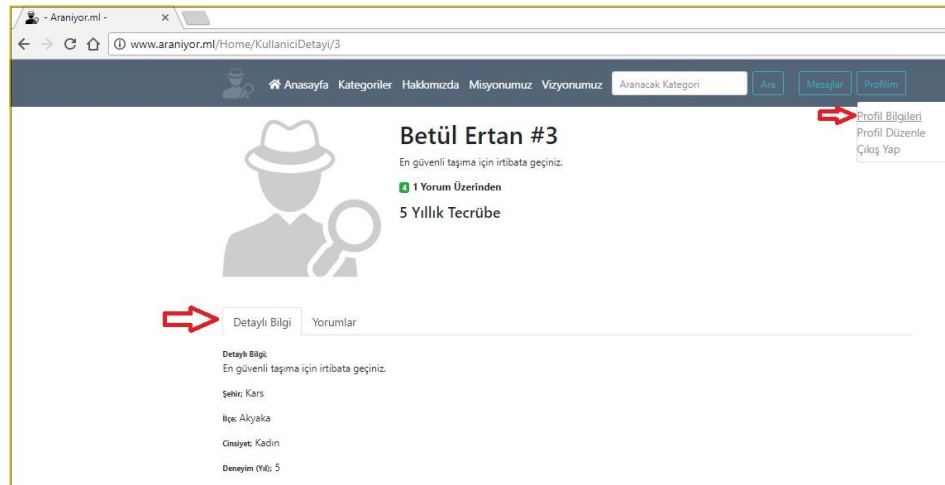 - Araniyor.ml -
www.araniyor.ml/Home/KullaniciDetayi/3
Anasayfa Kategoriler Hakkımızda Misyonumuz Vizyonumuz Aranacak Kategori Ara Mesajlar Profilim
Profil Bilgileri
Profil Düzenle
Çıkış Yap
Betül Ertan #3
En güvenli taşıma için irtibata geçiniz.
4 1 Yorum Üzerinden
5 Yıllık Tecrübe
Detaylı Bilgi Yorumlar
Detaylı Bilgi;
En güvenli taşıma için irtibata geçiniz.
Şehir; Kars
İlçe; Akyaka
Cinsiyet; Kadın
Deneyim (Yıl); 5